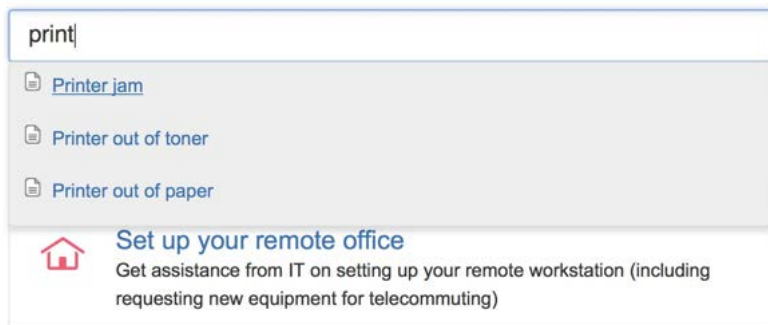 print
Printer jam
Printer out of toner
Printer out of paper
Set up your remote office
Get assistance from IT on setting up your remote workstation (including
requesting new equipment for telecommuting)